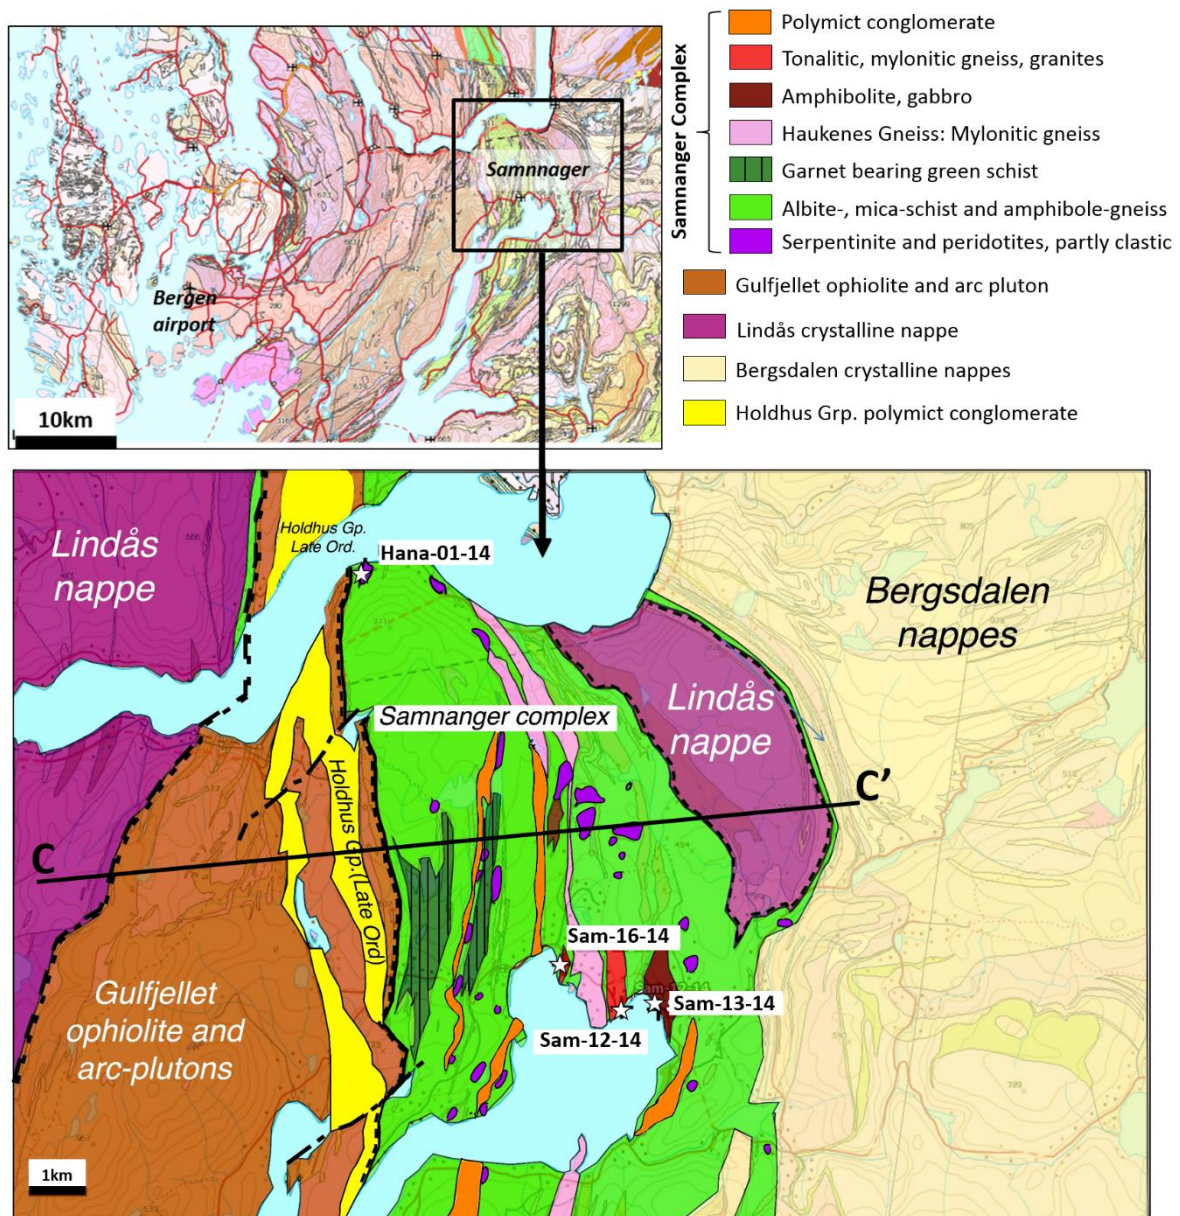 Samnnager
Bergen
airport
10km
Samnanger Complex
Polymict conglomerate
Tonalitic, mylonitic gneiss, granites
Amphibolite, gabbro
Haukenes Gneiss: Mylonitic gneiss
Garnet bearing green schist
Albite-, mica-schist and amphibole-gneiss
Serpentinite and peridotites, partly clastic
Gulfjellet ophiolite and arc pluton
Lindås crystalline nappe
Bergsdalen crystalline nappes
Holdhus Grp. polymict conglomerate
Lindås
nappe
Holdhus Gp.
Late Ord.
Hana-01-14
Bergsdalen
nappes
Lindås
nappe
Samnanger complex
Holdhus Gp.(Late Ord)
C
C’
Sam-16-14
Sam-13-14
Sam-12-14
Gulfjellet
ophiolite and
arc-plutons
1km